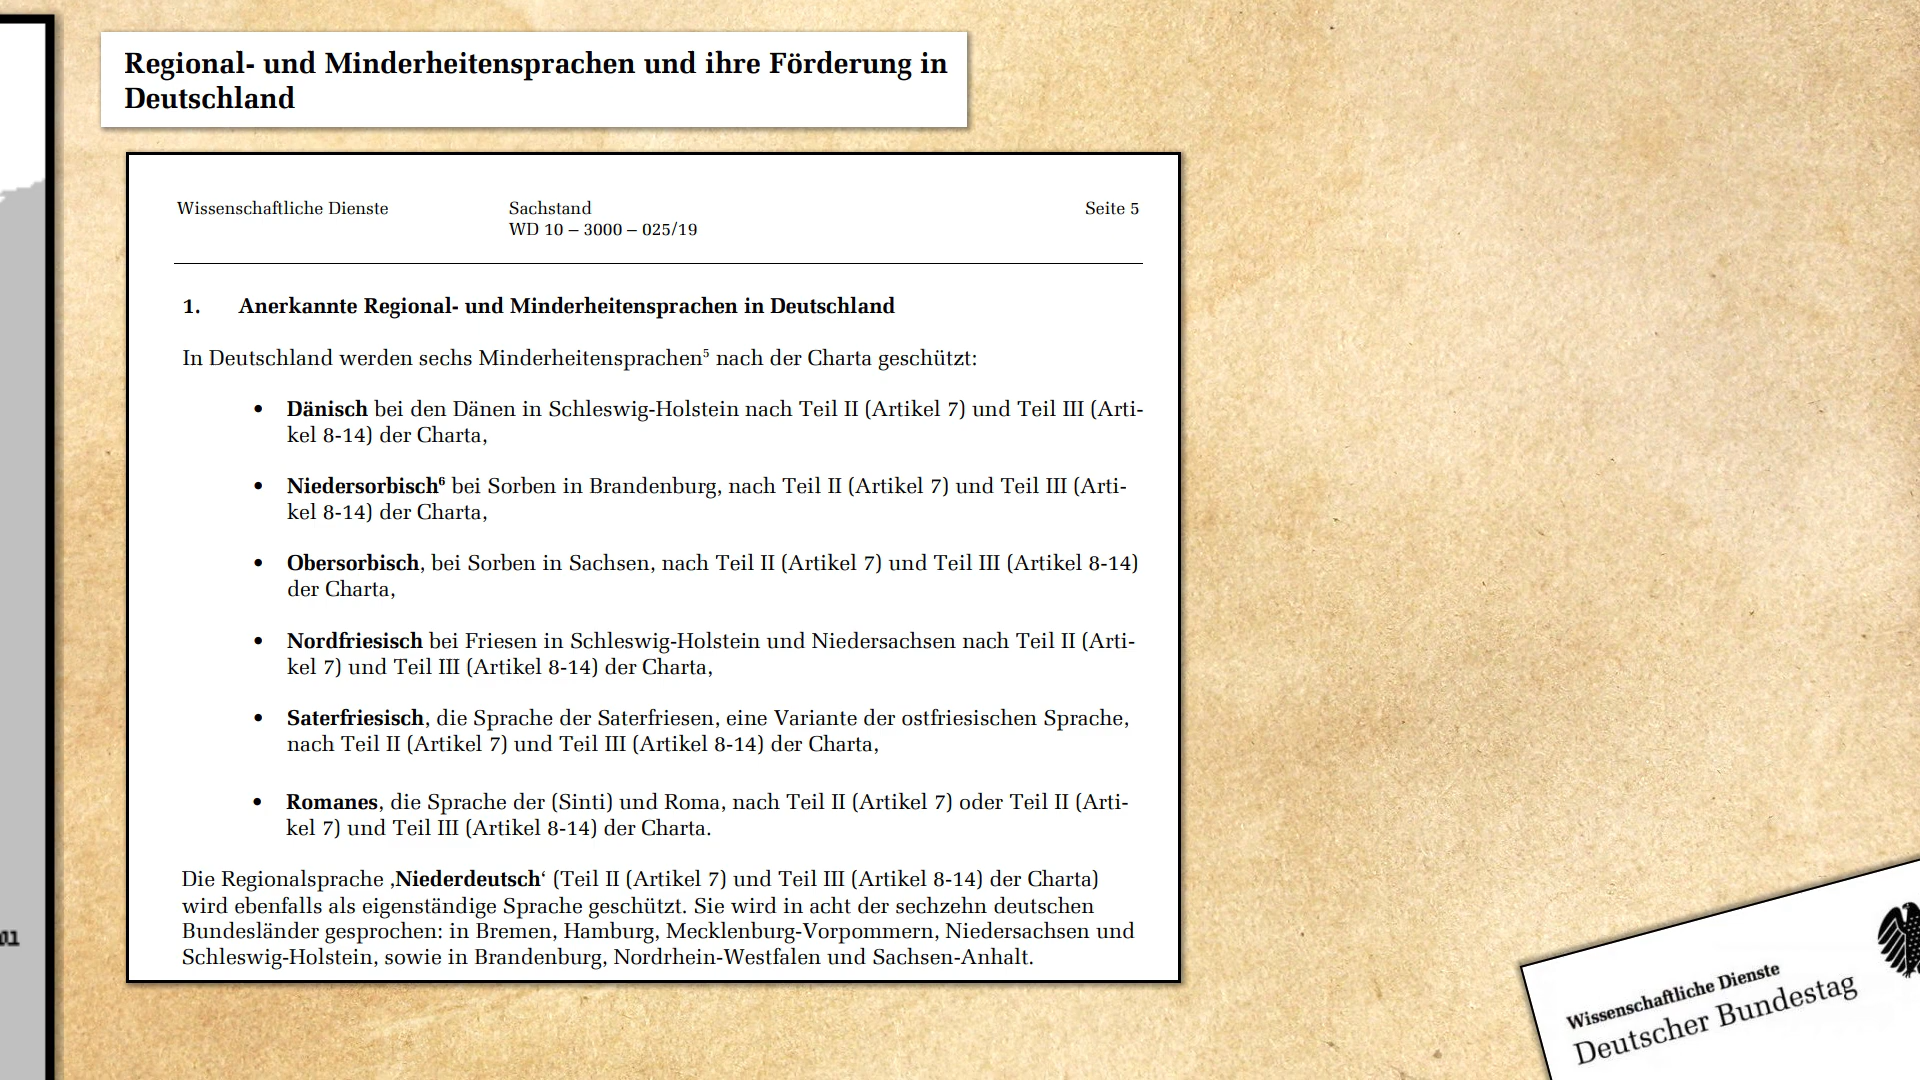 Regional- und Minderheitensprachen und ihre Förderung in
Deutschland
Wissenschaftliche Dienste
Sachstand
WD 10 – 3000 – 025/19
Seite 5
1. Anerkannte Regional- und Minderheitensprachen in Deutschland
In Deutschland werden sechs Minderheitensprachen⁵ nach der Charta geschützt:
• Dänisch bei den Dänen in Schleswig-Holstein nach Teil II (Artikel 7) und Teil III (Arti-
kel 8-14) der Charta,
• Niedersorbisch⁶ bei Sorben in Brandenburg, nach Teil II (Artikel 7) und Teil III (Arti-
kel 8-14) der Charta,
• Obersorbisch, bei Sorben in Sachsen, nach Teil II (Artikel 7) und Teil III (Artikel 8-14)
der Charta,
• Nordfriesisch bei Friesen in Schleswig-Holstein und Niedersachsen nach Teil II (Arti-
kel 7) und Teil III (Artikel 8-14) der Charta,
• Saterfriesisch, die Sprache der Saterfriesen, eine Variante der ostfriesischen Sprache,
nach Teil II (Artikel 7) und Teil III (Artikel 8-14) der Charta,
• Romanes, die Sprache der (Sinti) und Roma, nach Teil II (Artikel 7) oder Teil II (Arti-
kel 7) und Teil III (Artikel 8-14) der Charta.
Die Regionalsprache ‚Niederdeutsch‘ (Teil II (Artikel 7) und Teil III (Artikel 8-14) der Charta)
wird ebenfalls als eigenständige Sprache geschützt. Sie wird in acht der sechzehn deutschen
Bundesländer gesprochen: in Bremen, Hamburg, Mecklenburg-Vorpommern, Niedersachsen und
Schleswig-Holstein, sowie in Brandenburg, Nordrhein-Westfalen und Sachsen-Anhalt.
Wissenschaftliche Dienste
Deutscher Bundestag